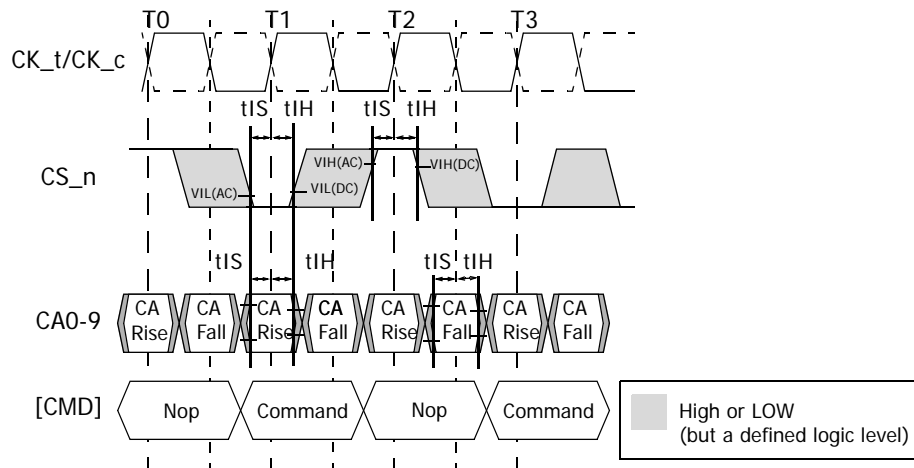 T0 T1 T2 T3
CK_t/CK_c
tIS tIH tIS tIH
VIH(AC) VIH(DC)
CS_n
VIL(AC) VIL(DC)
tIS tIH tIS tIH
CA CA CA CA CA CA CA CA
CA0-9
Rise Fall Rise Fall Rise Fall Rise Fall
[CMD] Nop Command Nop Command
High or LOW
(but a defined logic level)